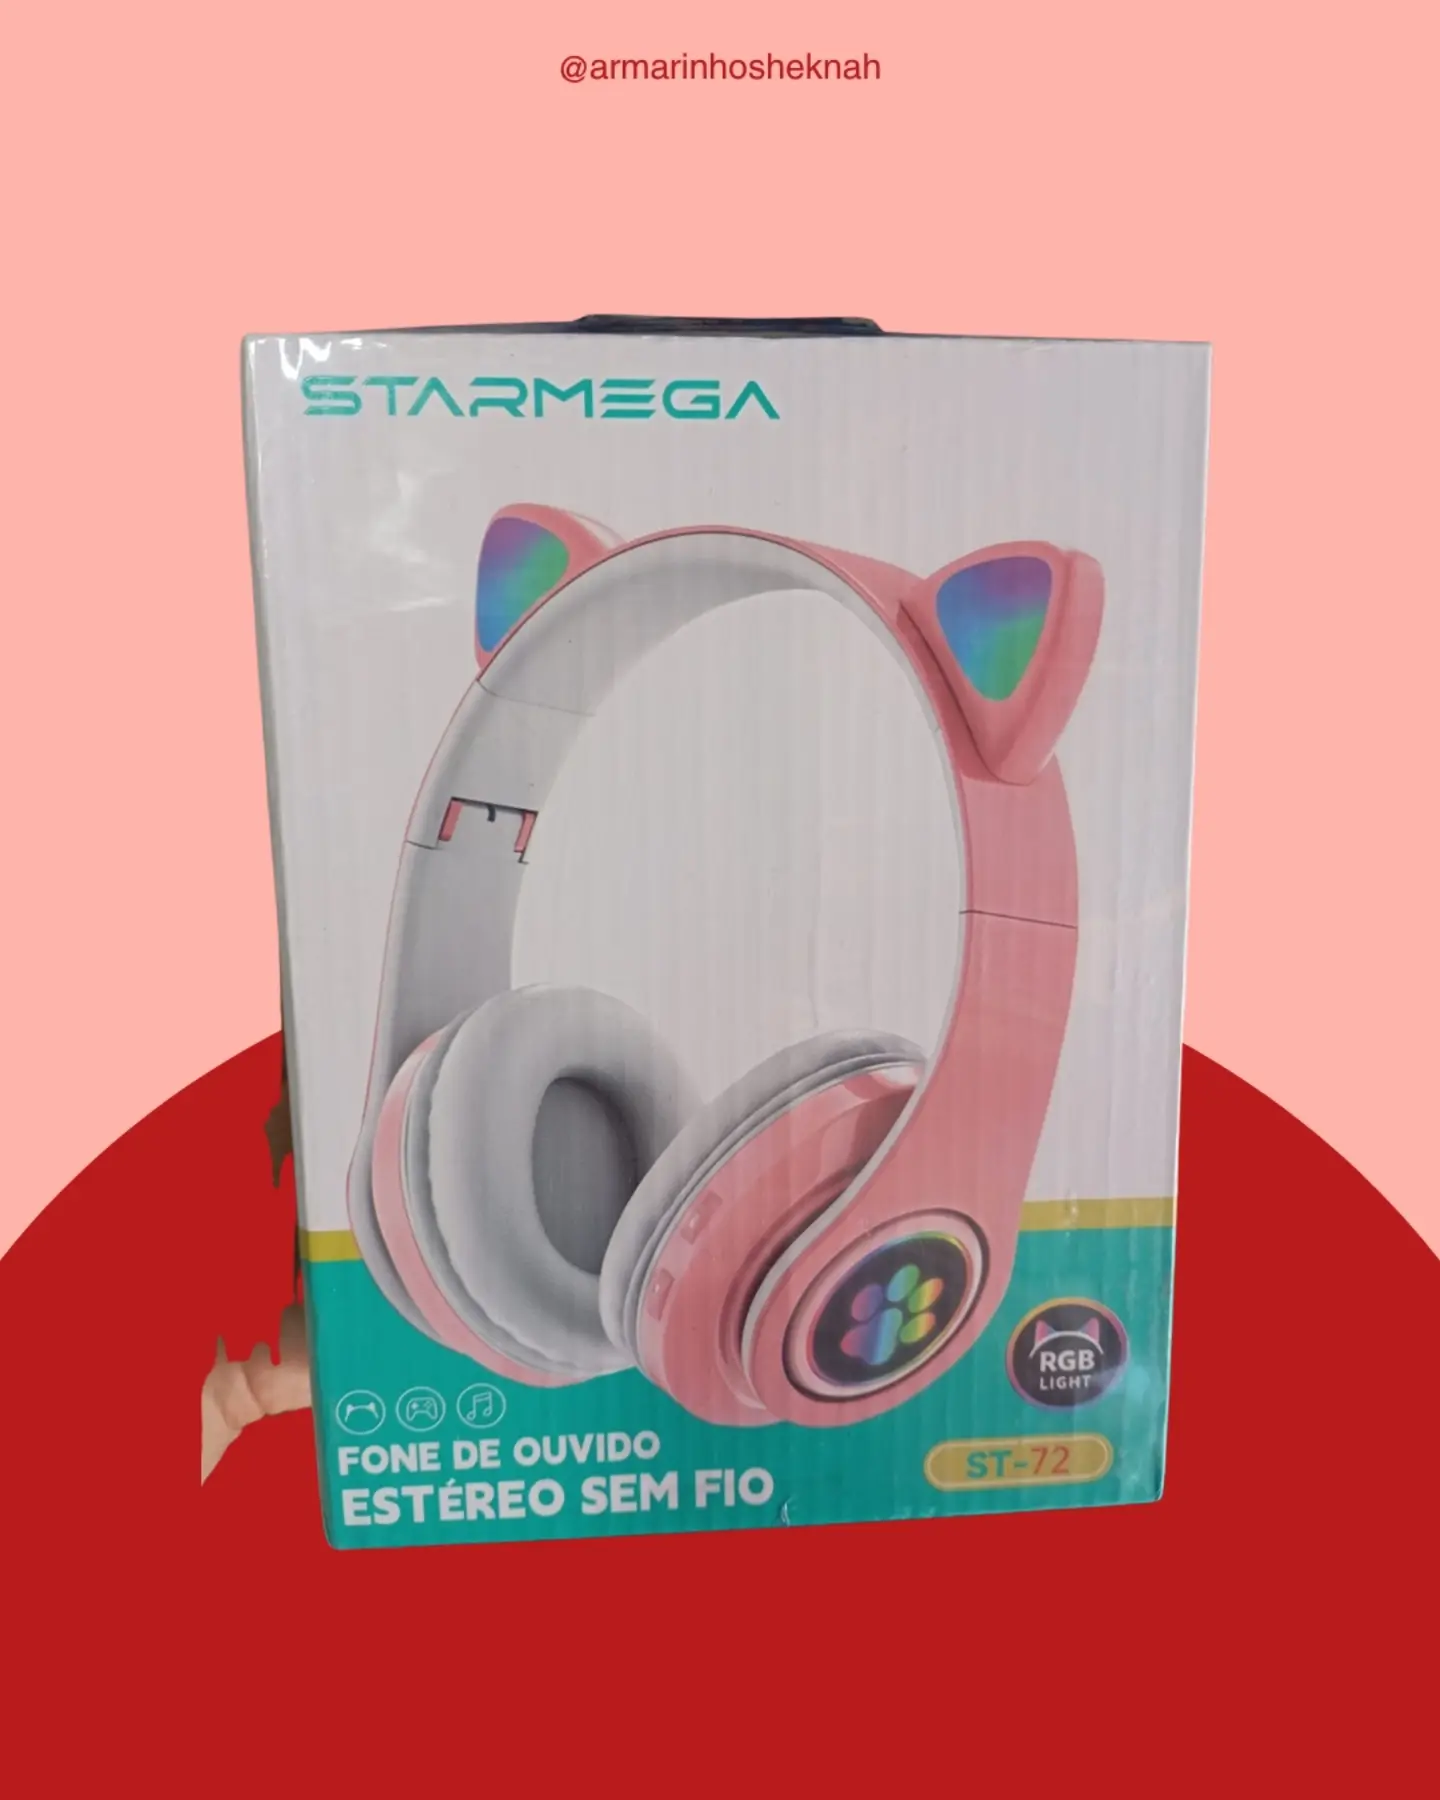 @armarinhosheknah
STARMEGA
RGB
LIGHT
FONE DE OUVIDO
ESTÉREO SEM FIO
ST-72